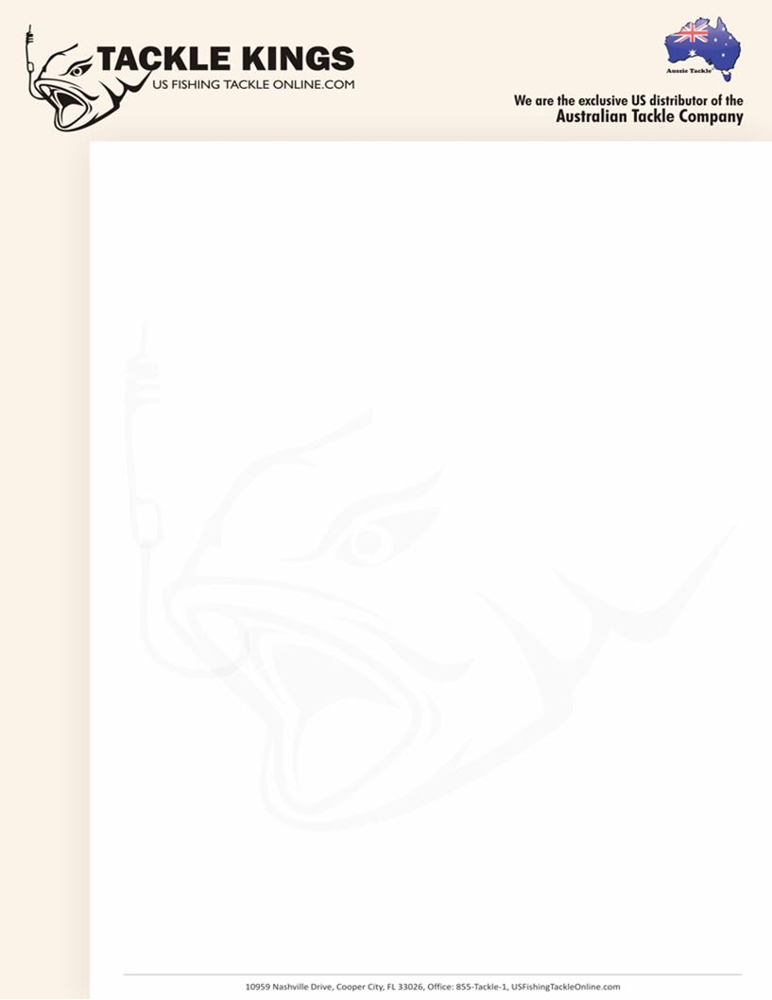 TACKLE KINGS
US FISHING TACKLE ONLINE.COM
Aussie Tackle
We are the exclusive US distributor of the
Australian Tackle Company
10959 Nashville Drive, Cooper City, FL 33026, Office: 855-Tackle-1, USFishingTackleOnline.com